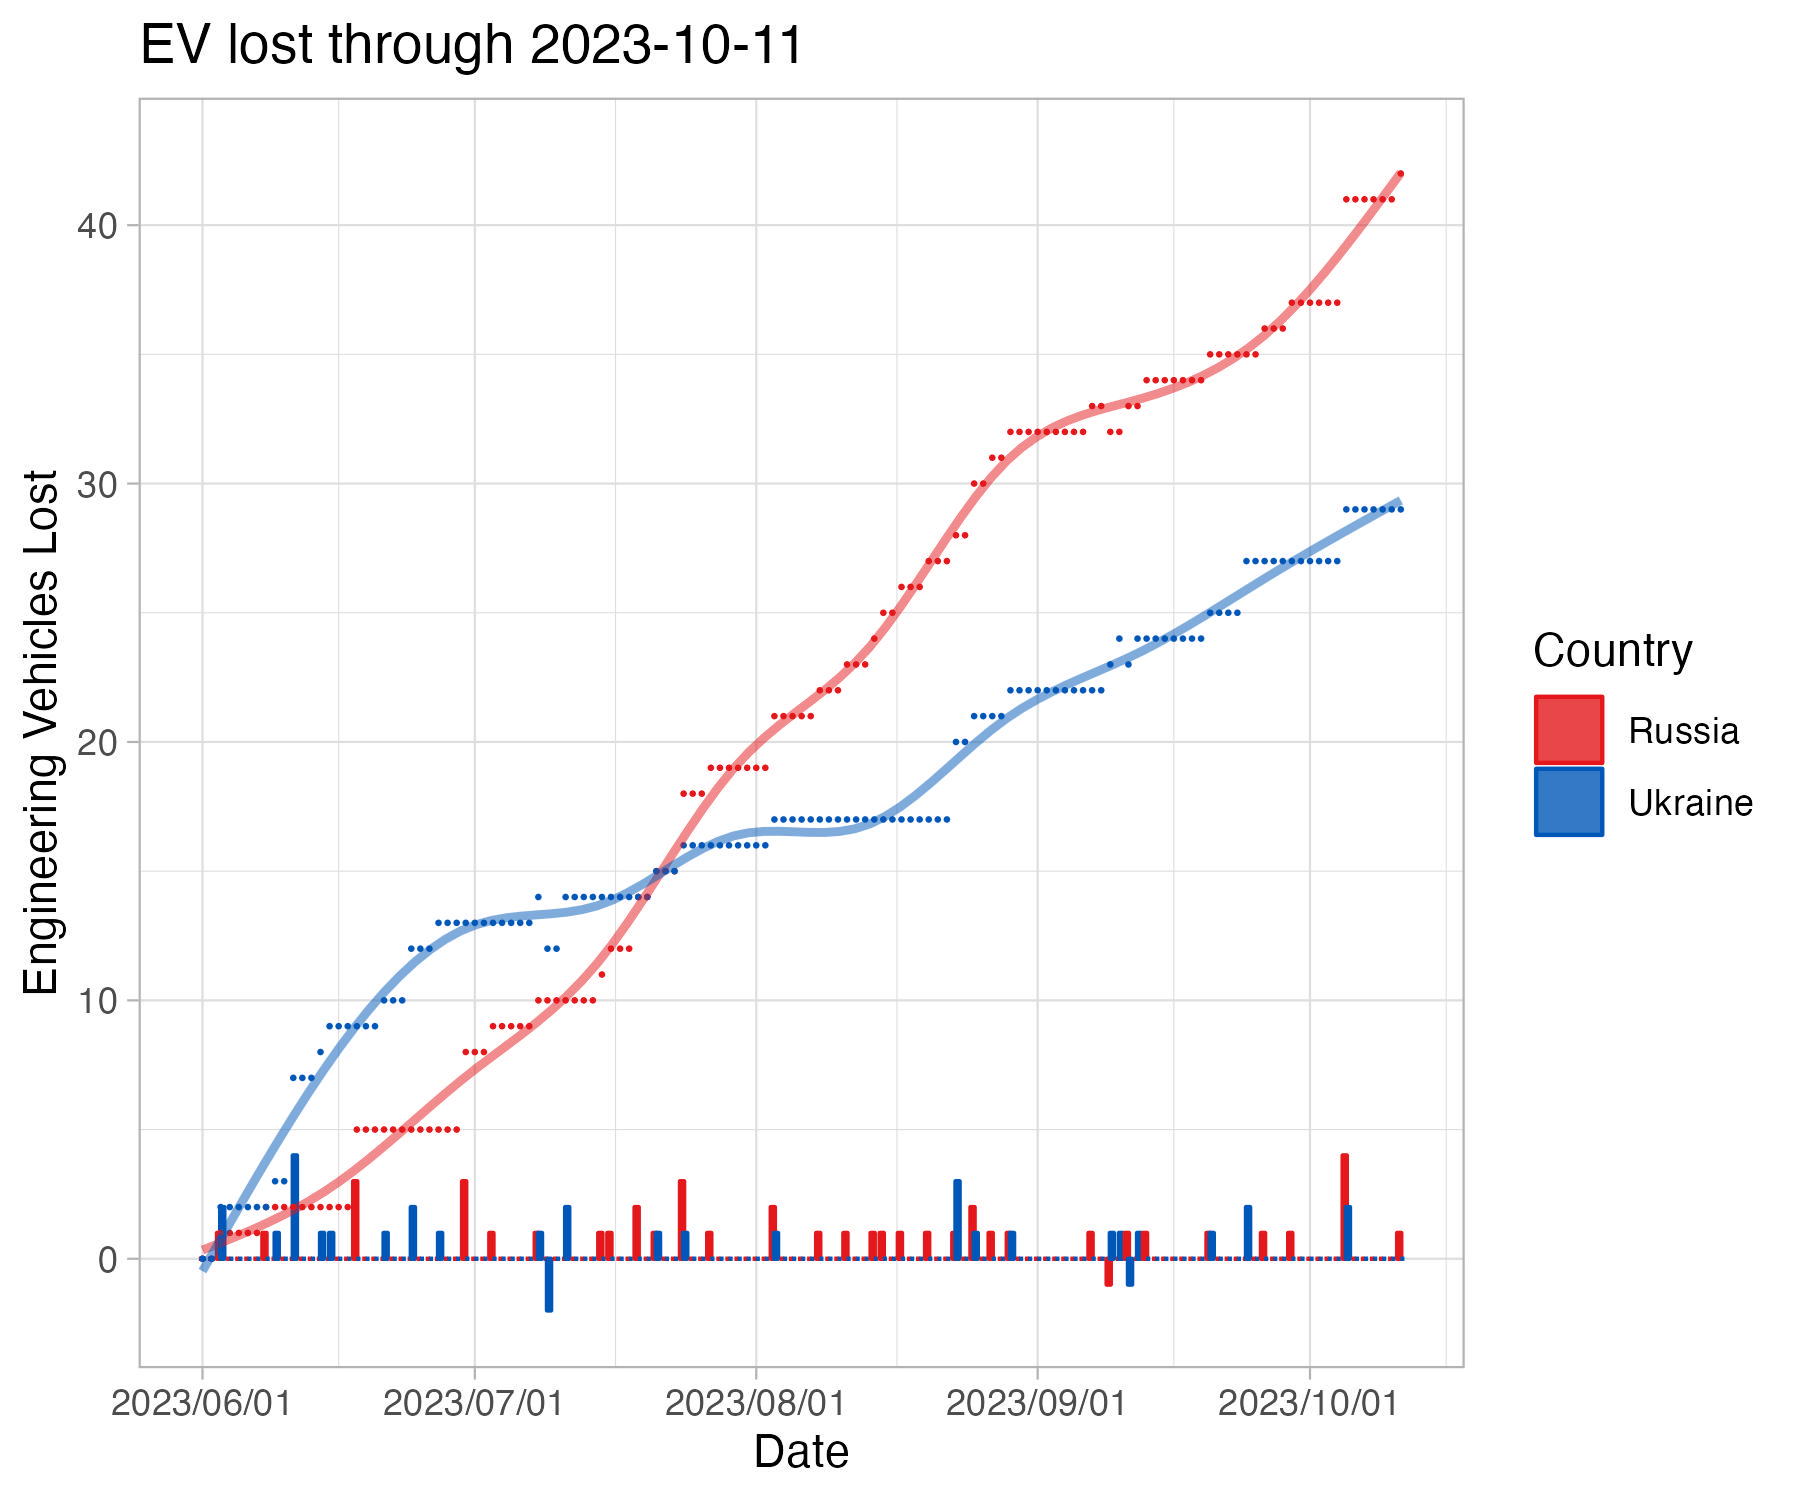 EV lost through 2023-10-11
Engineering Vehicles Lost
40
30
20
10
0
2023/06/01
2023/07/01
2023/08/01
2023/09/01
2023/10/01
Date
Country
Russia
Ukraine